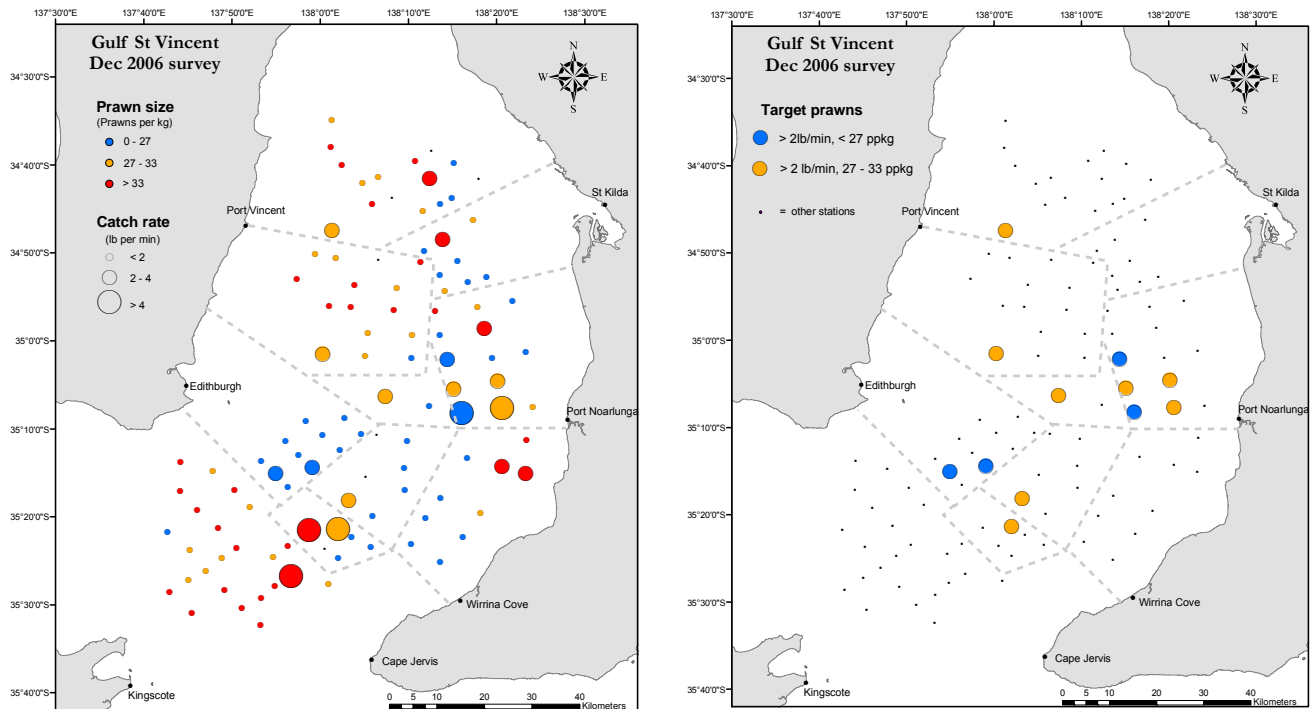 137°30'0"E 137°40'0"E 137°50'0"E 138°0'0"E 138°10'0"E 138°20'0"E 138°30'0"E
Gulf St Vincent
Dec 2006 survey
N
W E
S
34°30'0"S
Prawn size
(Prawns per kg)
0 - 27
27 - 33
> 33
34°40'0"S
Catch rate
(lb per min)
< 2
2 - 4
> 4
St Kilda
Port Vincent
34°50'0"S
35°0'0"S
Edithburgh
Port Noarlunga
35°10'0"S
35°20'0"S
35°30'0"S
Wirrina Cove
Cape Jervis
35°40'0"S
Kingscote
0 5 10 20 30 40
Kilometers
137°30'0"E 137°40'0"E 137°50'0"E 138°0'0"E 138°10'0"E 138°20'0"E 138°30'0"E
Gulf St Vincent
Dec 2006 survey
N
W E
S
34°30'0"S
Target prawns
> 2lb/min, < 27 ppkg
> 2 lb/min, 27 - 33 ppkg
= other stations
34°40'0"S
St Kilda
Port Vincent
34°50'0"S
35°0'0"S
Edithburgh
Port Noarlunga
35°10'0"S
35°20'0"S
35°30'0"S
Wirrina Cove
Cape Jervis
35°40'0"S
Kingscote
0 5 10 20 30 40
Kilometers